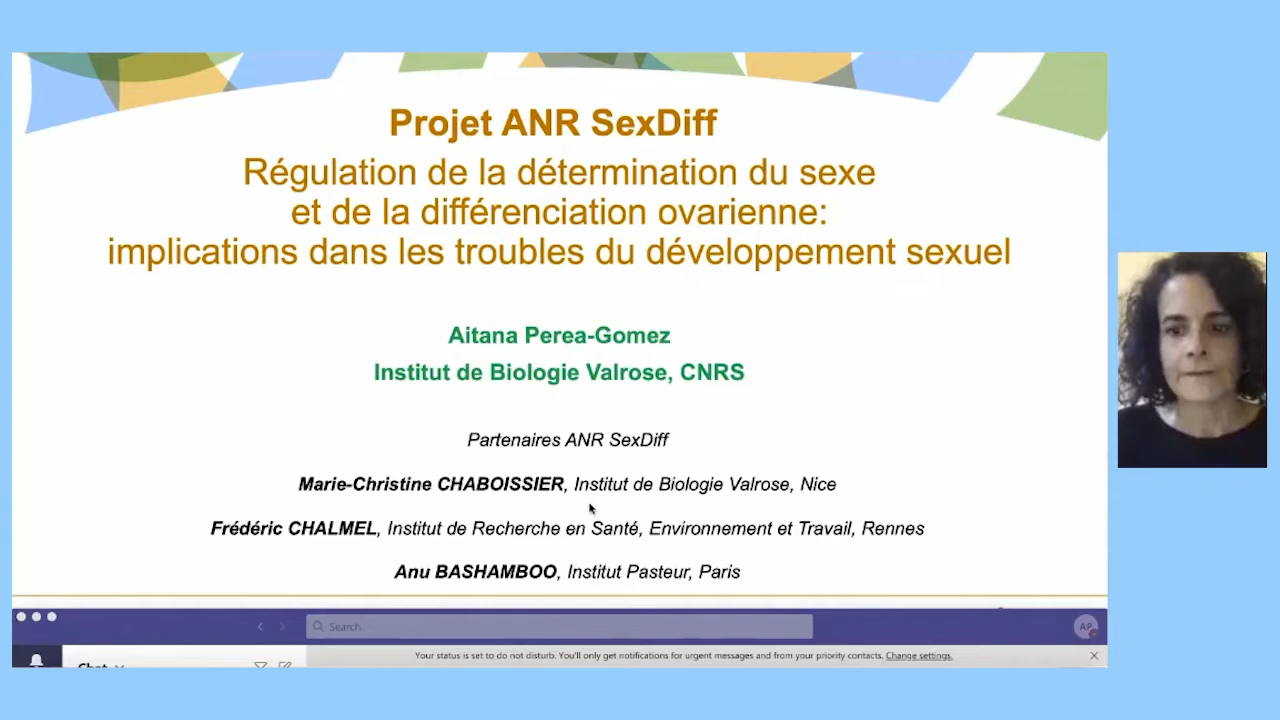 Projet ANR SexDiff
Régulation de la détermination du sexe
et de la différenciation ovarienne:
implications dans les troubles du développement sexuel
Aitana Perea-Gomez
Institut de Biologie Valrose, CNRS
Partenaires ANR SexDiff
Marie-Christine CHABOISSIER, Institut de Biologie Valrose, Nice
Frédéric CHALMEL, Institut de Recherche en Santé, Environnement et Travail, Rennes
Anu BASHAMBOO, Institut Pasteur, Paris
Search
AP
Your status is set to do not disturb. You'll only get notifications for urgent messages and from your priority contacts. Change settings.
Chat